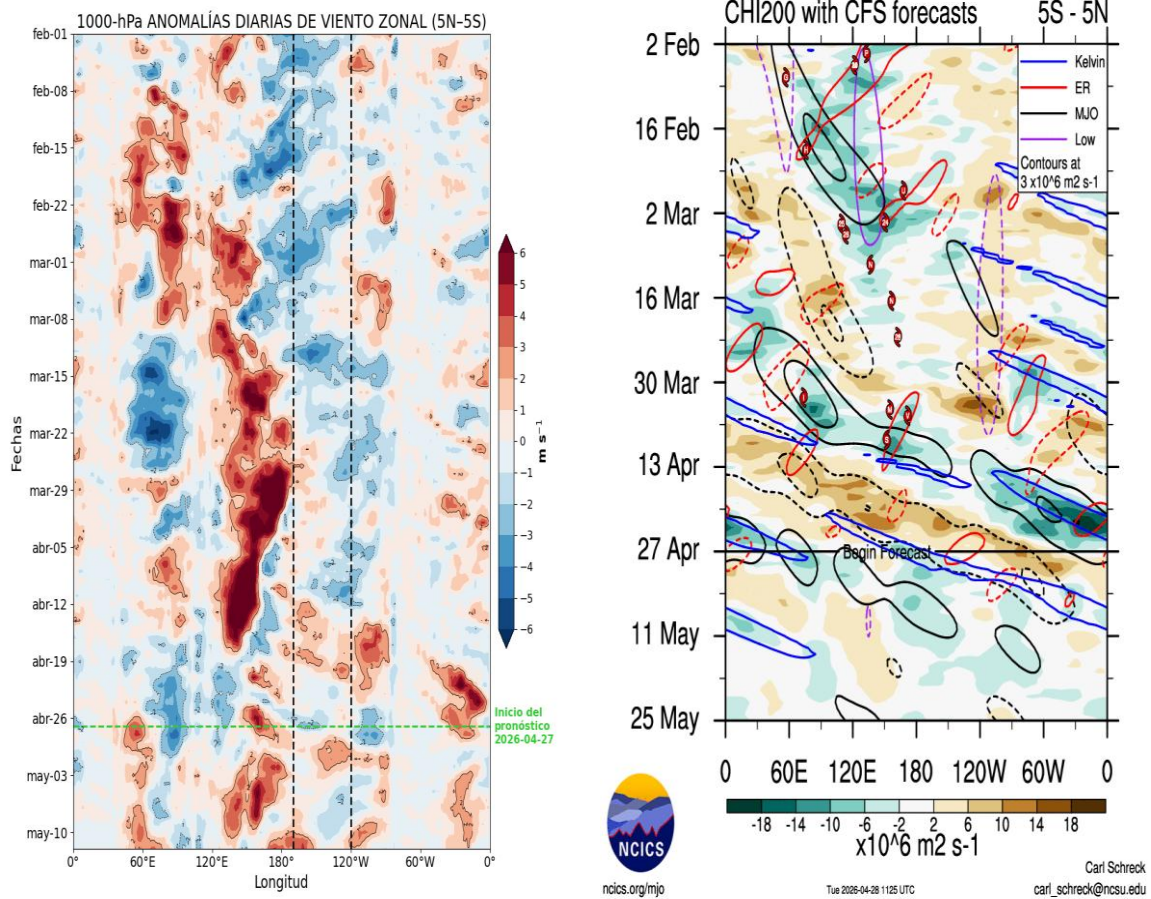 1000-hPa ANOMALÍAS DIARIAS DE VIENTO ZONAL (5N–5S)
feb-01
feb-08
feb-15
feb-22
mar-01
mar-08
mar-15
mar-22
mar-29
abr-05
abr-12
abr-19
abr-26
may-03
may-10
Fechas
0°
60°E
120°E
180°
120°W
60°W
0°
Longitud
6
5
4
3
2
1
0
−1
−2
−3
−4
−5
−6
m s⁻¹
Inicio del
pronóstico
2026-04-27
CHI200 with CFS forecasts
5S - 5N
2 Feb
16 Feb
2 Mar
16 Mar
30 Mar
13 Apr
27 Apr
11 May
25 May
Kelvin
ER
MJO
Low
Contours at
3 x10^6 m2 s-1
Begin Forecast
0
60E
120E
180
120W
60W
0
-18
-14
-10
-6
-2
2
6
10
14
18
x10^6 m2 s-1
NCICS
ncics.org/mjo
Tue 2026-04-28 1125 UTC
Carl Schreck
carl_schreck@ncsu.edu